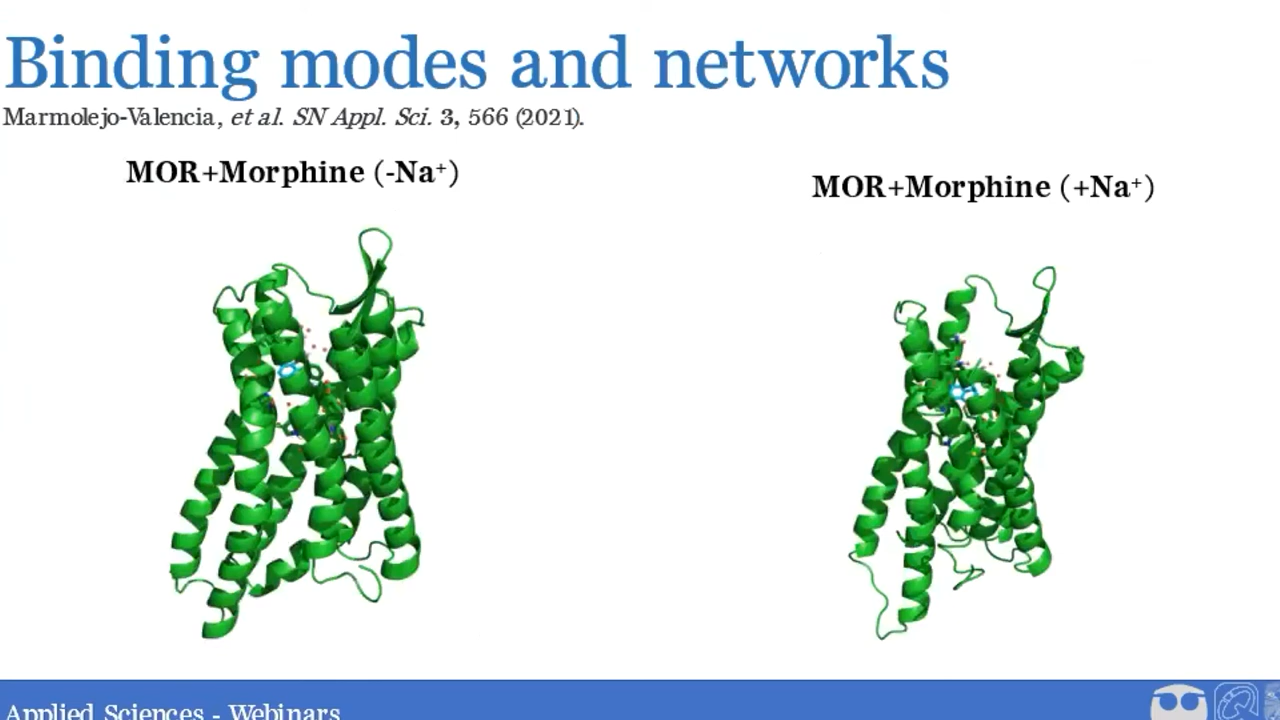 Binding modes and networks
Marmolejo-Valencia, et al. SN Appl. Sci. 3, 566 (2021).
MOR+Morphine (-Na⁺)
MOR+Morphine (+Na⁺)
Applied Sciences - Webinars